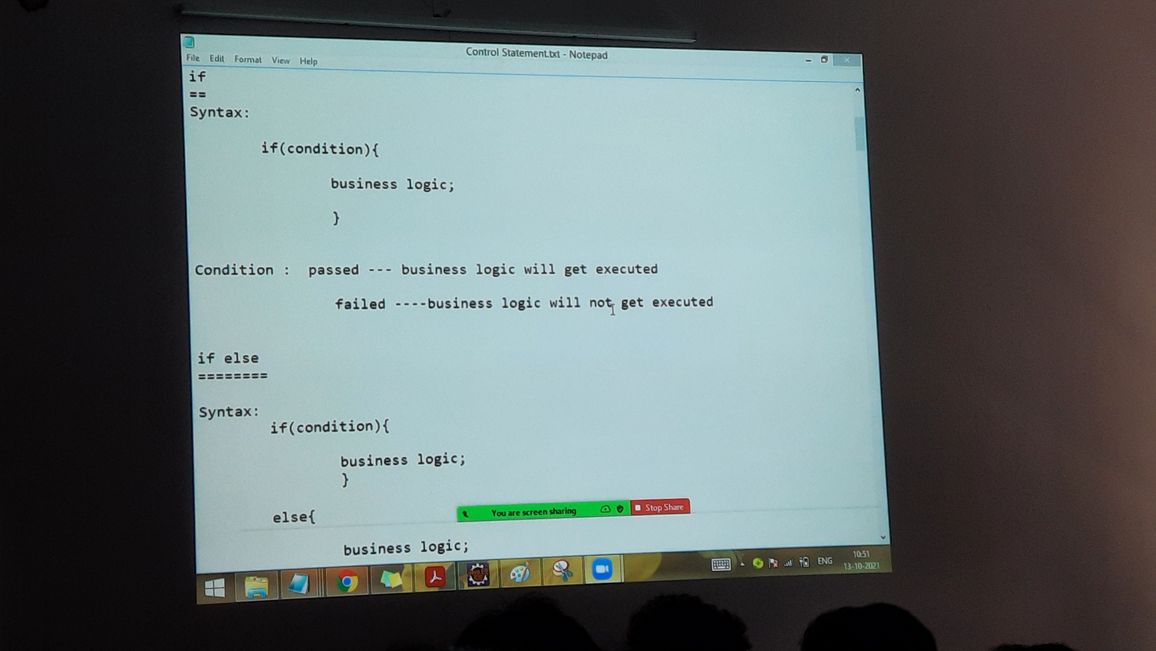 Control Statement.txt - Notepad
File Edit Format View Help
if
==
Syntax:
if(condition){
business logic;
}
Condition : passed --- business logic will get executed
failed ----business logic will not get executed
if else
========
Syntax:
if(condition){
business logic;
}
else{
business logic;
You are screen sharing Stop Share
ENG
10:51
13-10-2021